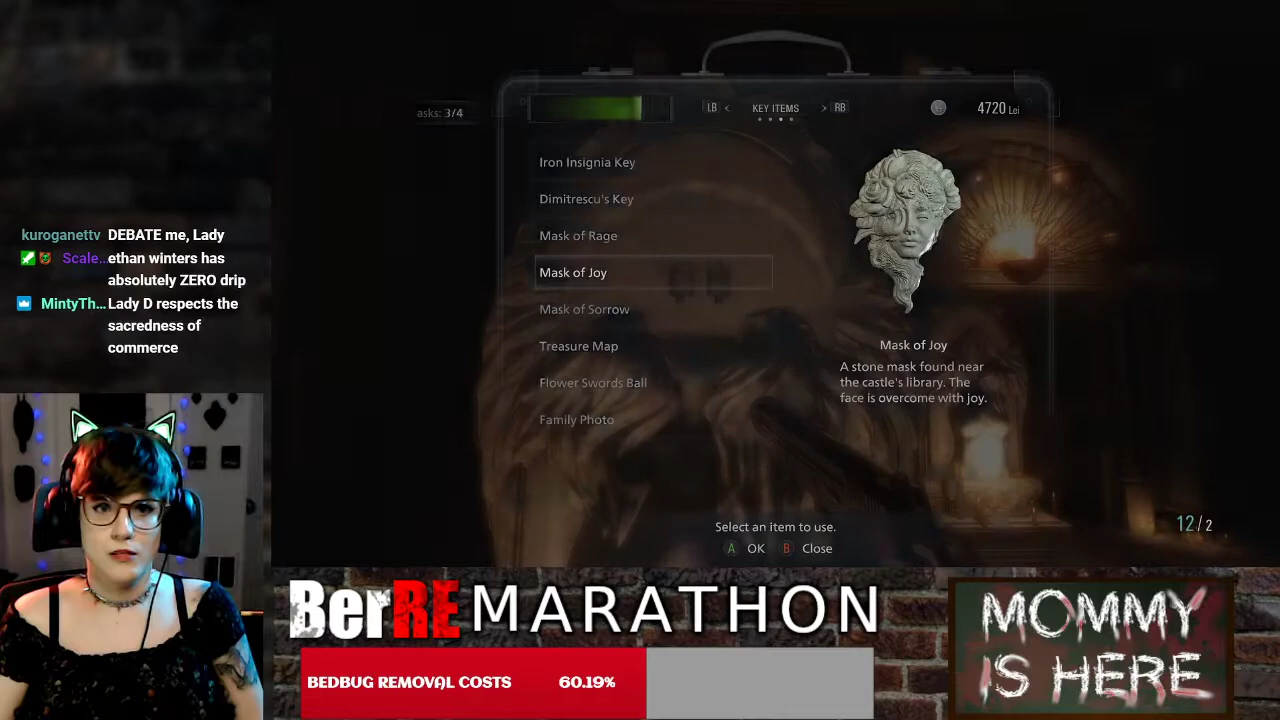 asks: 3/4
LB < KEY ITEMS > RB
4720 Lei
Iron Insignia Key
Dimitrescu's Key
Mask of Rage
Mask of Joy
Mask of Sorrow
Treasure Map
Flower Swords Ball
Family Photo
Mask of Joy
A stone mask found near
the castle's library. The
face is overcome with joy.
Select an item to use.
A OK B Close
12/2
kuroganettv DEBATE me, Lady
Scale... ethan winters has
absolutely ZERO drip
MintyTh... Lady D respects the
sacredness of
commerce
BerRE MARATHON
BEDBUG REMOVAL COSTS 60.19%
MOMMY
IS HERE